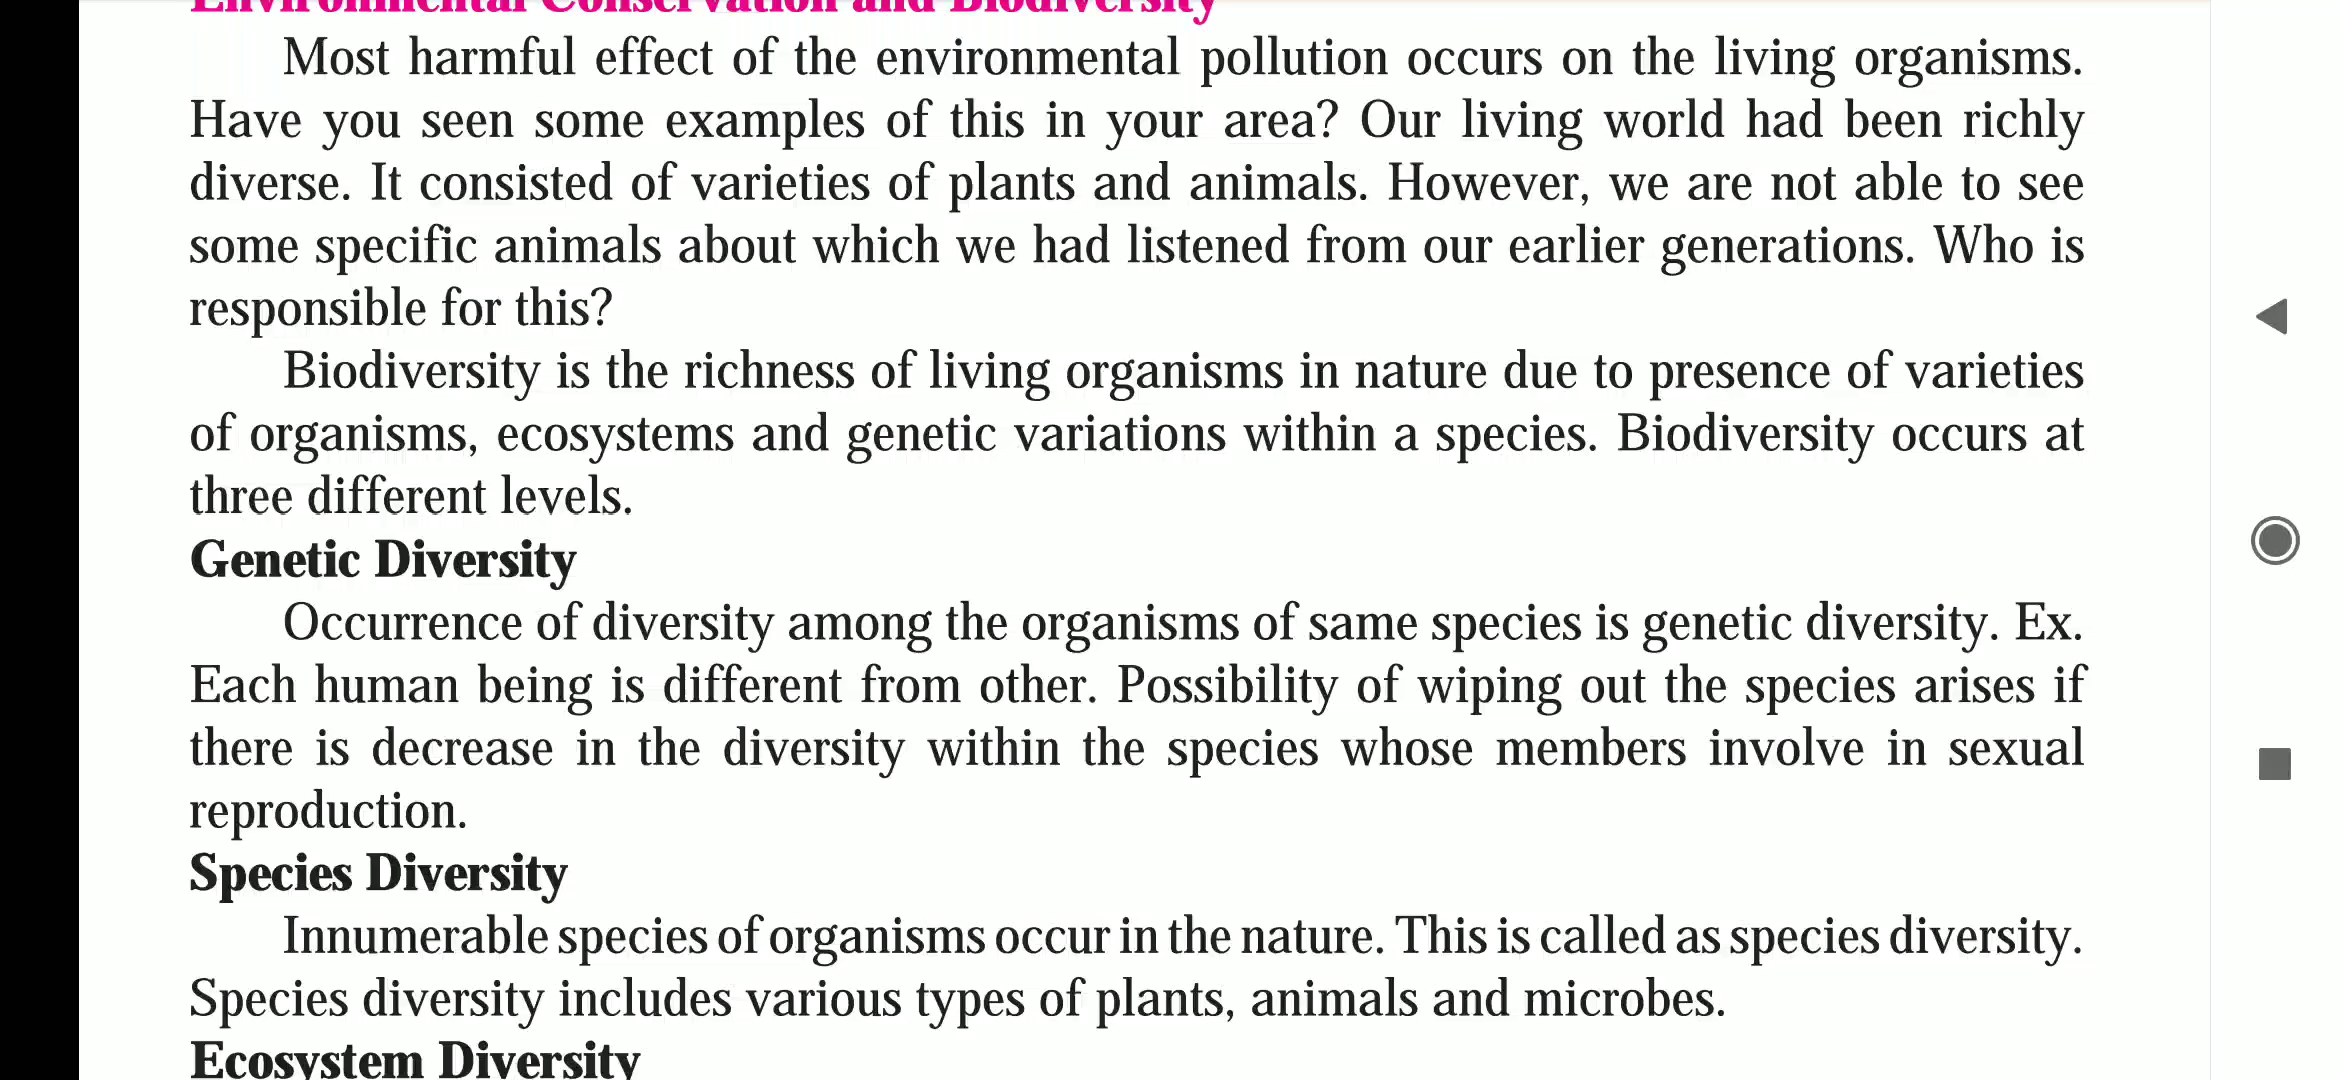 Environmental Conservation and Biodiversity
Most harmful effect of the environmental pollution occurs on the living organisms.
Have you seen some examples of this in your area? Our living world had been richly
diverse. It consisted of varieties of plants and animals. However, we are not able to see
some specific animals about which we had listened from our earlier generations. Who is
responsible for this?
Biodiversity is the richness of living organisms in nature due to presence of varieties
of organisms, ecosystems and genetic variations within a species. Biodiversity occurs at
three different levels.
Genetic Diversity
Occurrence of diversity among the organisms of same species is genetic diversity. Ex.
Each human being is different from other. Possibility of wiping out the species arises if
there is decrease in the diversity within the species whose members involve in sexual
reproduction.
Species Diversity
Innumerable species of organisms occur in the nature. This is called as species diversity.
Species diversity includes various types of plants, animals and microbes.
Ecosystem Diversity